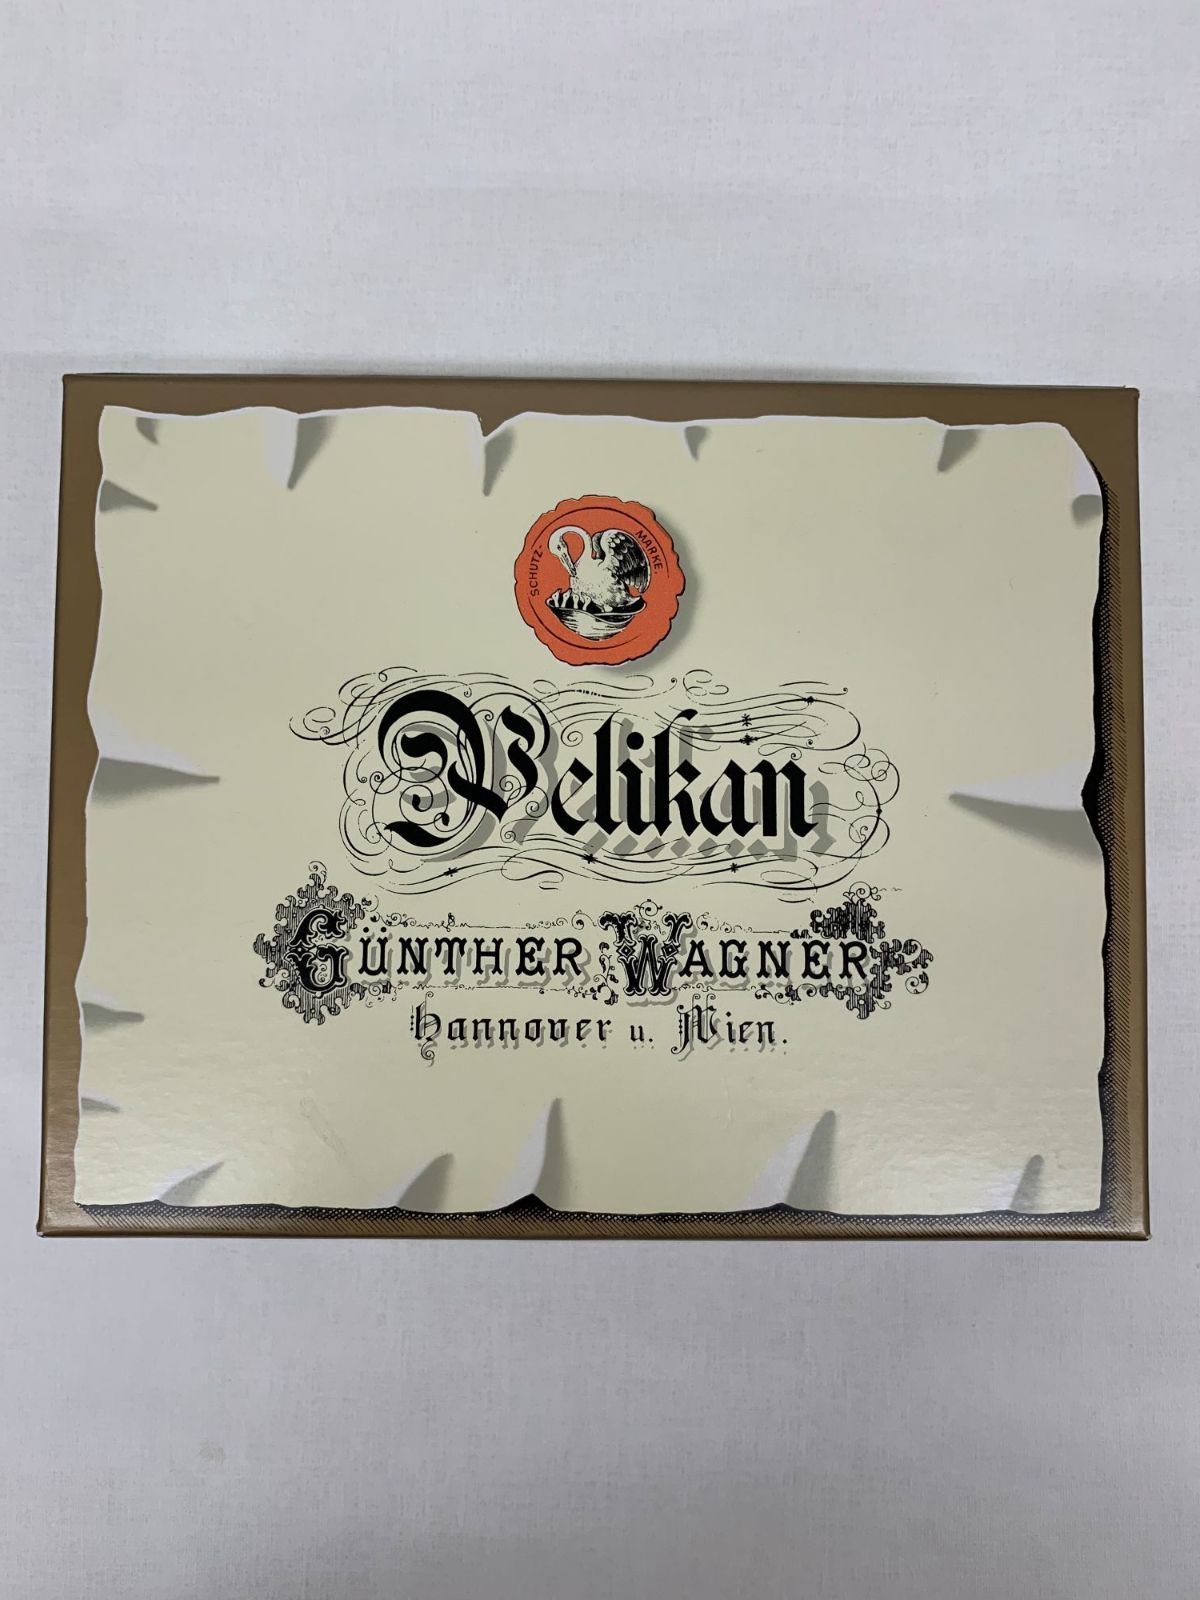 SCHUTZ-MARKE.
Pelikan
GÜNTHER WAGNER
Hannover u. Wien.